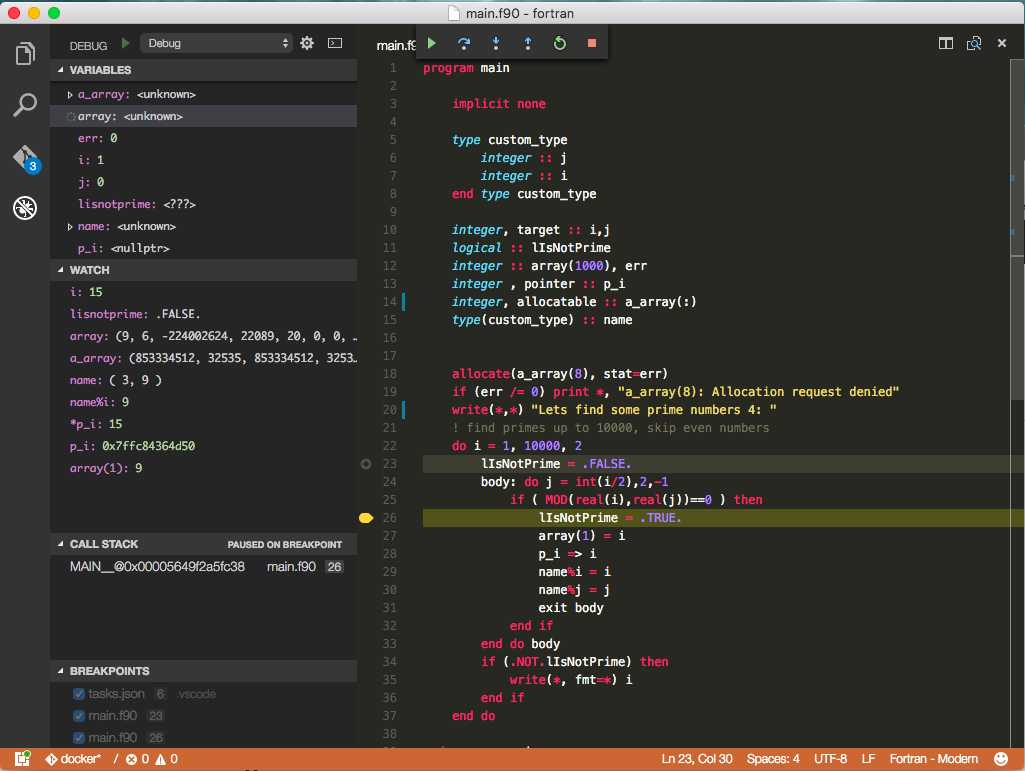 main.f90 - fortran
DEBUG Debug
VARIABLES
a_array: <unknown>
array: <unknown>
err: 0
i: 1
j: 0
lisnotprime: <???>
name: <unknown>
p_i: <nullptr>
WATCH
i: 15
lisnotprime: .FALSE.
array: (9, 6, -224002624, 22089, 20, 0, 0, …
a_array: (853334512, 32535, 853334512, 3253…
name: ( 3, 9 )
name%i: 9
*p_i: 15
p_i: 0x7ffc84364d50
array(1): 9
CALL STACK PAUSED ON BREAKPOINT
MAIN__@0x00005649f2a5fc38 main.f90 26
BREAKPOINTS
tasks.json 6 .vscode
main.f90 23
main.f90 26
3
main.f9
1 program main
2
3 implicit none
4
5 type custom_type
6 integer :: j
7 integer :: i
8 end type custom_type
9
10 integer, target :: i,j
11 logical :: lIsNotPrime
12 integer :: array(1000), err
13 integer , pointer :: p_i
14 integer, allocatable :: a_array(:)
15 type(custom_type) :: name
16
17
18 allocate(a_array(8), stat=err)
19 if (err /= 0) print *, "a_array(8): Allocation request denied"
20 write(*,*) "Lets find some prime numbers 4: "
21 ! find primes up to 10000, skip even numbers
22 do i = 1, 10000, 2
23 lIsNotPrime = .FALSE.
24 body: do j = int(i/2),2,-1
25 if ( MOD(real(i),real(j))==0 ) then
26 lIsNotPrime = .TRUE.
27 array(1) = i
28 p_i => i
29 name%i = i
30 name%j = j
31 exit body
32 end if
33 end do body
34 if (.NOT.lIsNotPrime) then
35 write(*, fmt=*) i
36 end if
37 end do
38
docker* / 0 0 Ln 23, Col 30 Spaces: 4 UTF-8 LF Fortran - Modern